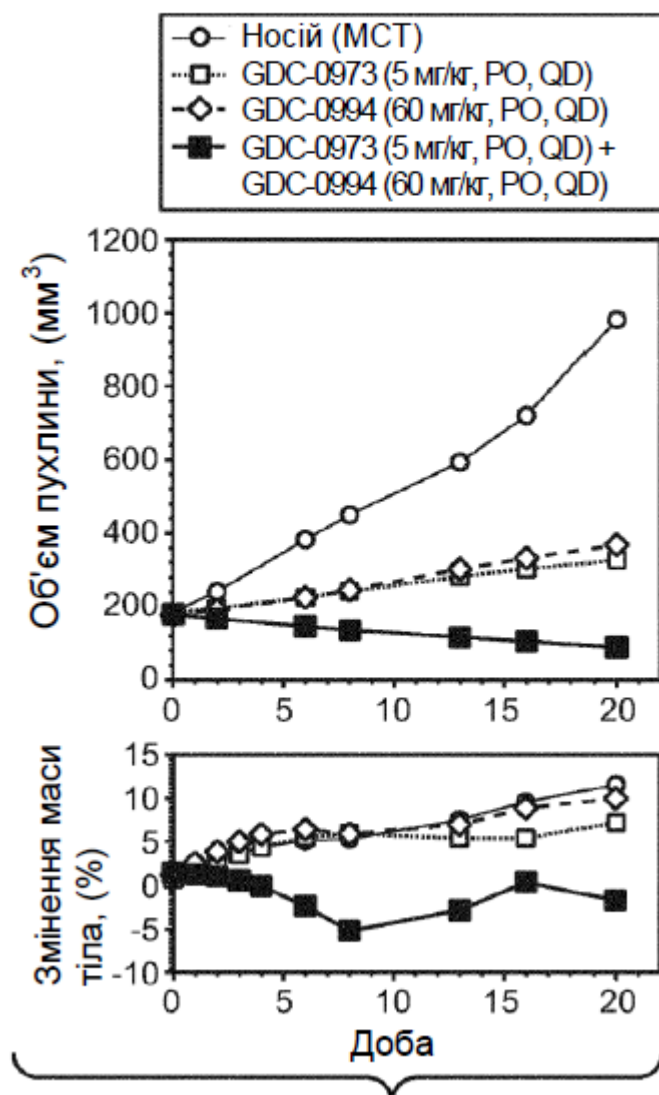 Носій (МСТ)
GDC-0973 (5 мг/кг, PO, QD)
GDC-0994 (60 мг/кг, PO, QD)
GDC-0973 (5 мг/кг, PO, QD) +
GDC-0994 (60 мг/кг, PO, QD)
Об'єм пухлини, (мм³)
1200
1000
800
600
400
200
0
0 5 10 15 20
Змінення маси
тіла, (%)
15
10
5
0
-5
-10
0 5 10 15 20
Доба